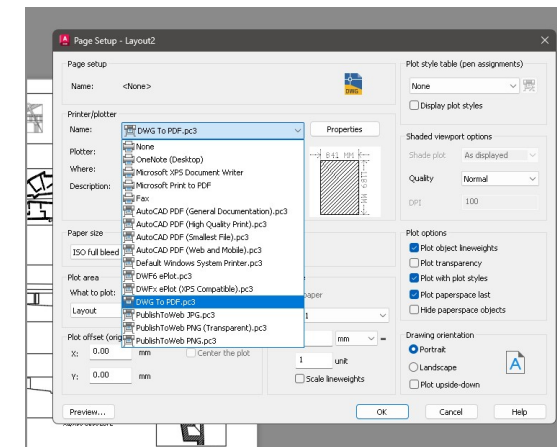 Page Setup - Layout2
Page setup
Name: <None>
DWG
Plot style table (pen assignments)
None
Display plot styles
Printer/plotter
Name: DWG To PDF.pc3
Properties
Plotter:
Where:
Description:
841 MM
1189 MM
None
OneNote (Desktop)
Microsoft XPS Document Writer
Microsoft Print to PDF
Fax
AutoCAD PDF (General Documentation).pc3
AutoCAD PDF (High Quality Print).pc3
AutoCAD PDF (Smallest File).pc3
AutoCAD PDF (Web and Mobile).pc3
Default Windows System Printer.pc3
DWF6 ePlot.pc3
DWFx ePlot (XPS Compatible).pc3
DWG To PDF.pc3
PublishToWeb JPG.pc3
PublishToWeb PNG (Transparent).pc3
PublishToWeb PNG.pc3
Shaded viewport options
Shade plot As displayed
Quality Normal
DPI 100
Paper size
ISO full bleed
Plot area
What to plot:
Layout
Plot offset (orig
X: 0.00 mm
Center the plot
Y: 0.00 mm
paper
mm =
1 unit
Scale lineweights
Plot options
Plot object lineweights
Plot transparency
Plot with plot styles
Plot paperspace last
Hide paperspace objects
Drawing orientation
Portrait
Landscape
Plot upside-down
A
Preview...
OK
Cancel
Help